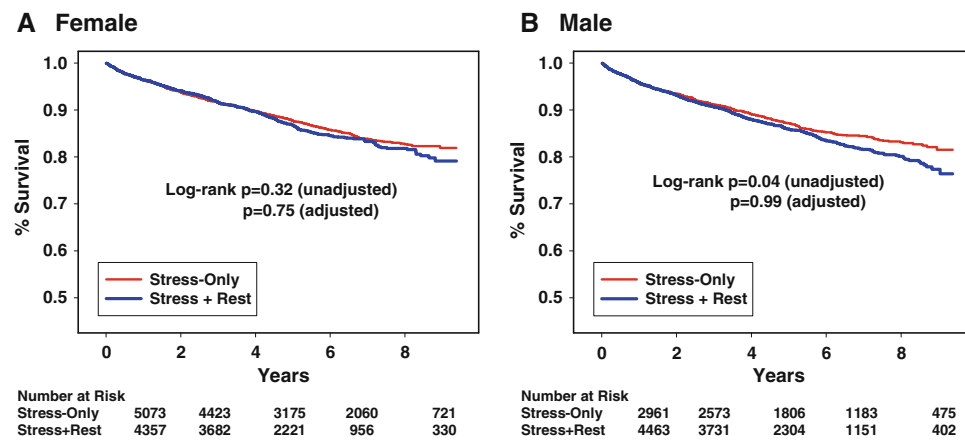 A Female
% Survival
1.0
0.9
0.8
0.7
0.6
0.5
Log-rank p=0.32 (unadjusted)
p=0.75 (adjusted)
Stress-Only
Stress + Rest
0 2 4 6 8
Years
Number at Risk
Stress-Only 5073 4423 3175 2060 721
Stress+Rest 4357 3682 2221 956 330
B Male
% Survival
1.0
0.9
0.8
0.7
0.6
0.5
Log-rank p=0.04 (unadjusted)
p=0.99 (adjusted)
Stress-Only
Stress + Rest
0 2 4 6 8
Years
Number at Risk
Stress-Only 2961 2573 1806 1183 475
Stress+Rest 4463 3731 2304 1151 402